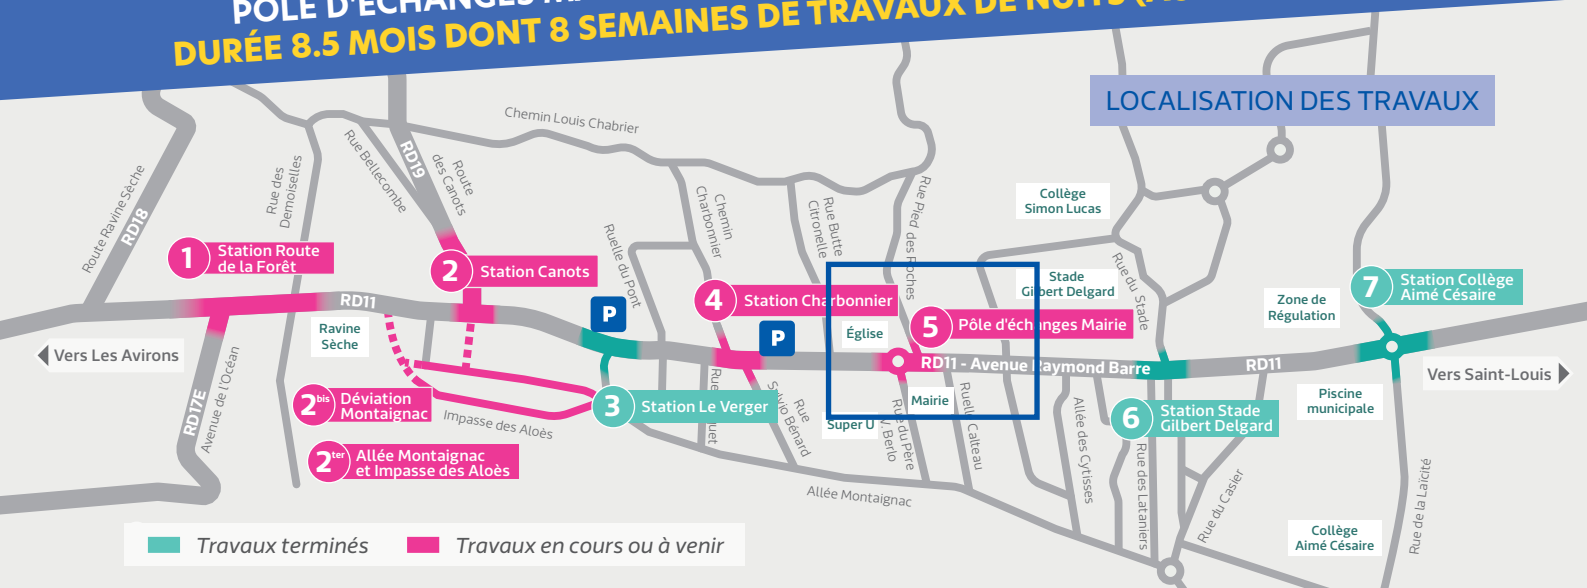 DURÉE 8.5 MOIS DONT 8 SEMAINES DE TRAVAUX DE NUITS
LOCALISATION DES TRAVAUX
Chemin Louis Chabrier
Route Ravine Sèche
RD18
Rue des
Demoiselles
Rue Bellecombe
RD19
Route
des Canots
Ruelle du Pont
Chemin
Charbonnier
Rue Butte
Citronelle
Rue Pied des Roches
Collège
Simon Lucas
Rue du Stade
Stade
Gilbert Delgard
1
Station Route
de la Forêt
2
Station Canots
4
Station Charbonnier
5
Pôle d'échanges Mairie
7
Station Collège
Aimé Césaire
Zone de
Régulation
RD11
P
P
Ravine
Sèche
Église
Vers Les Avirons
RD11 - Avenue Raymond Barre
RD11
Vers Saint-Louis
RD17E
Avenue de l'Océan
2bis
Déviation
Montaignac
Impasse des Aloès
2ter
Allée Montaignac
et Impasse des Aloès
3
Station Le Verger
Rue
Rue
Sylvio Bénard
Super U
Mairie
Rue du Père
Ruelle Calteau
Allée des Cytisses
6
Station Stade
Gilbert Delgard
Piscine
municipale
Rue des Lataniers
Rue du Casier
Rue de la Laïcité
Allée Montaignac
Collège
Aimé Césaire
Travaux terminés
Travaux en cours ou à venir